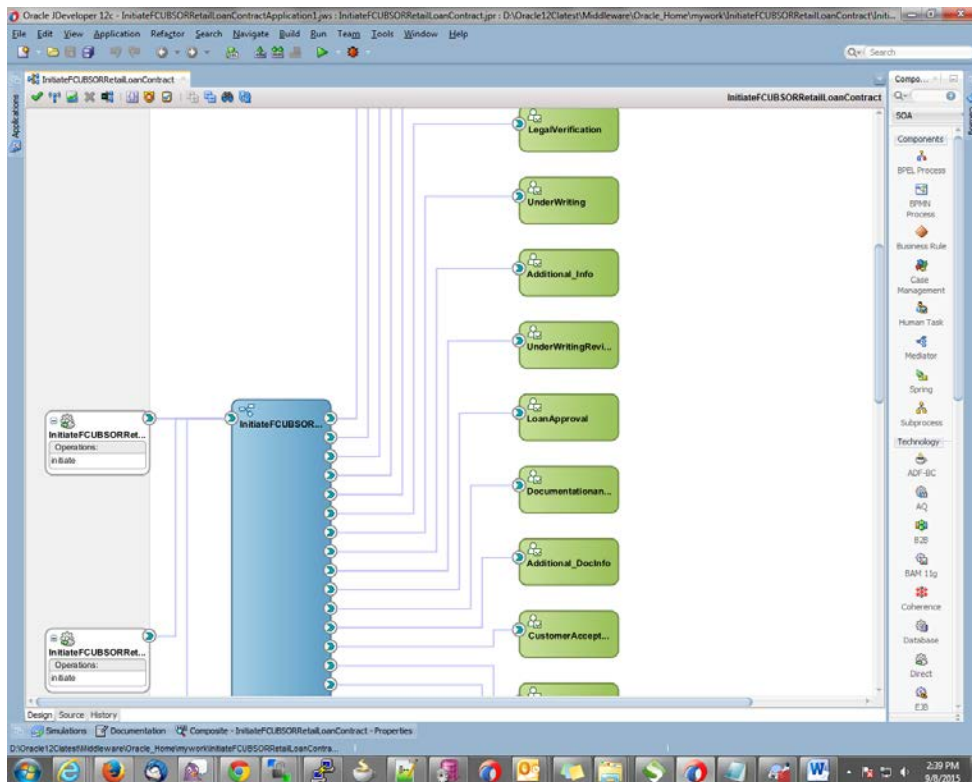 Oracle JDeveloper 12c - InitiateFCUBSORRetailLoanContractApplication1.jws : InitiateFCUBSORRetailLoanContract.jpr : D:\Oracle12Clatest\Middleware\Oracle_Home\mywork\InitiateFCUBSORRetailLoanContract\Initi...
File Edit View Application Refactor Search Navigate Build Run Team Tools Window Help
Search
InitiateFCUBSORRetailLoanContract
Compo...
InitiateFCUBSORRetailLoanContract
Applications
SOA
Components
BPEL Process
BPMN
Process
Business Rule
Case
Management
Human Task
Mediator
Spring
Subprocess
Technology
ADF-BC
AQ
B2B
BAM 11g
Coherence
Database
Direct
EJB
LegalVerification
UnderWriting
Additional_Info
UnderWritingRevi...
LoanApproval
Documentationan...
Additional_DocInfo
CustomerAccept...
InitiateFCUBSOR...
InitiateFCUBSORRet...
Operations:
initiate
InitiateFCUBSORRet...
Operations:
initiate
Design Source History
Simulations Documentation Composite - InitiateFCUBSORRetailLoanContract - Properties
D:\Oracle12Clatest\Middleware\Oracle_Home\mywork\InitiateFCUBSORRetailLoanContra...
2:39 PM
9/8/2015